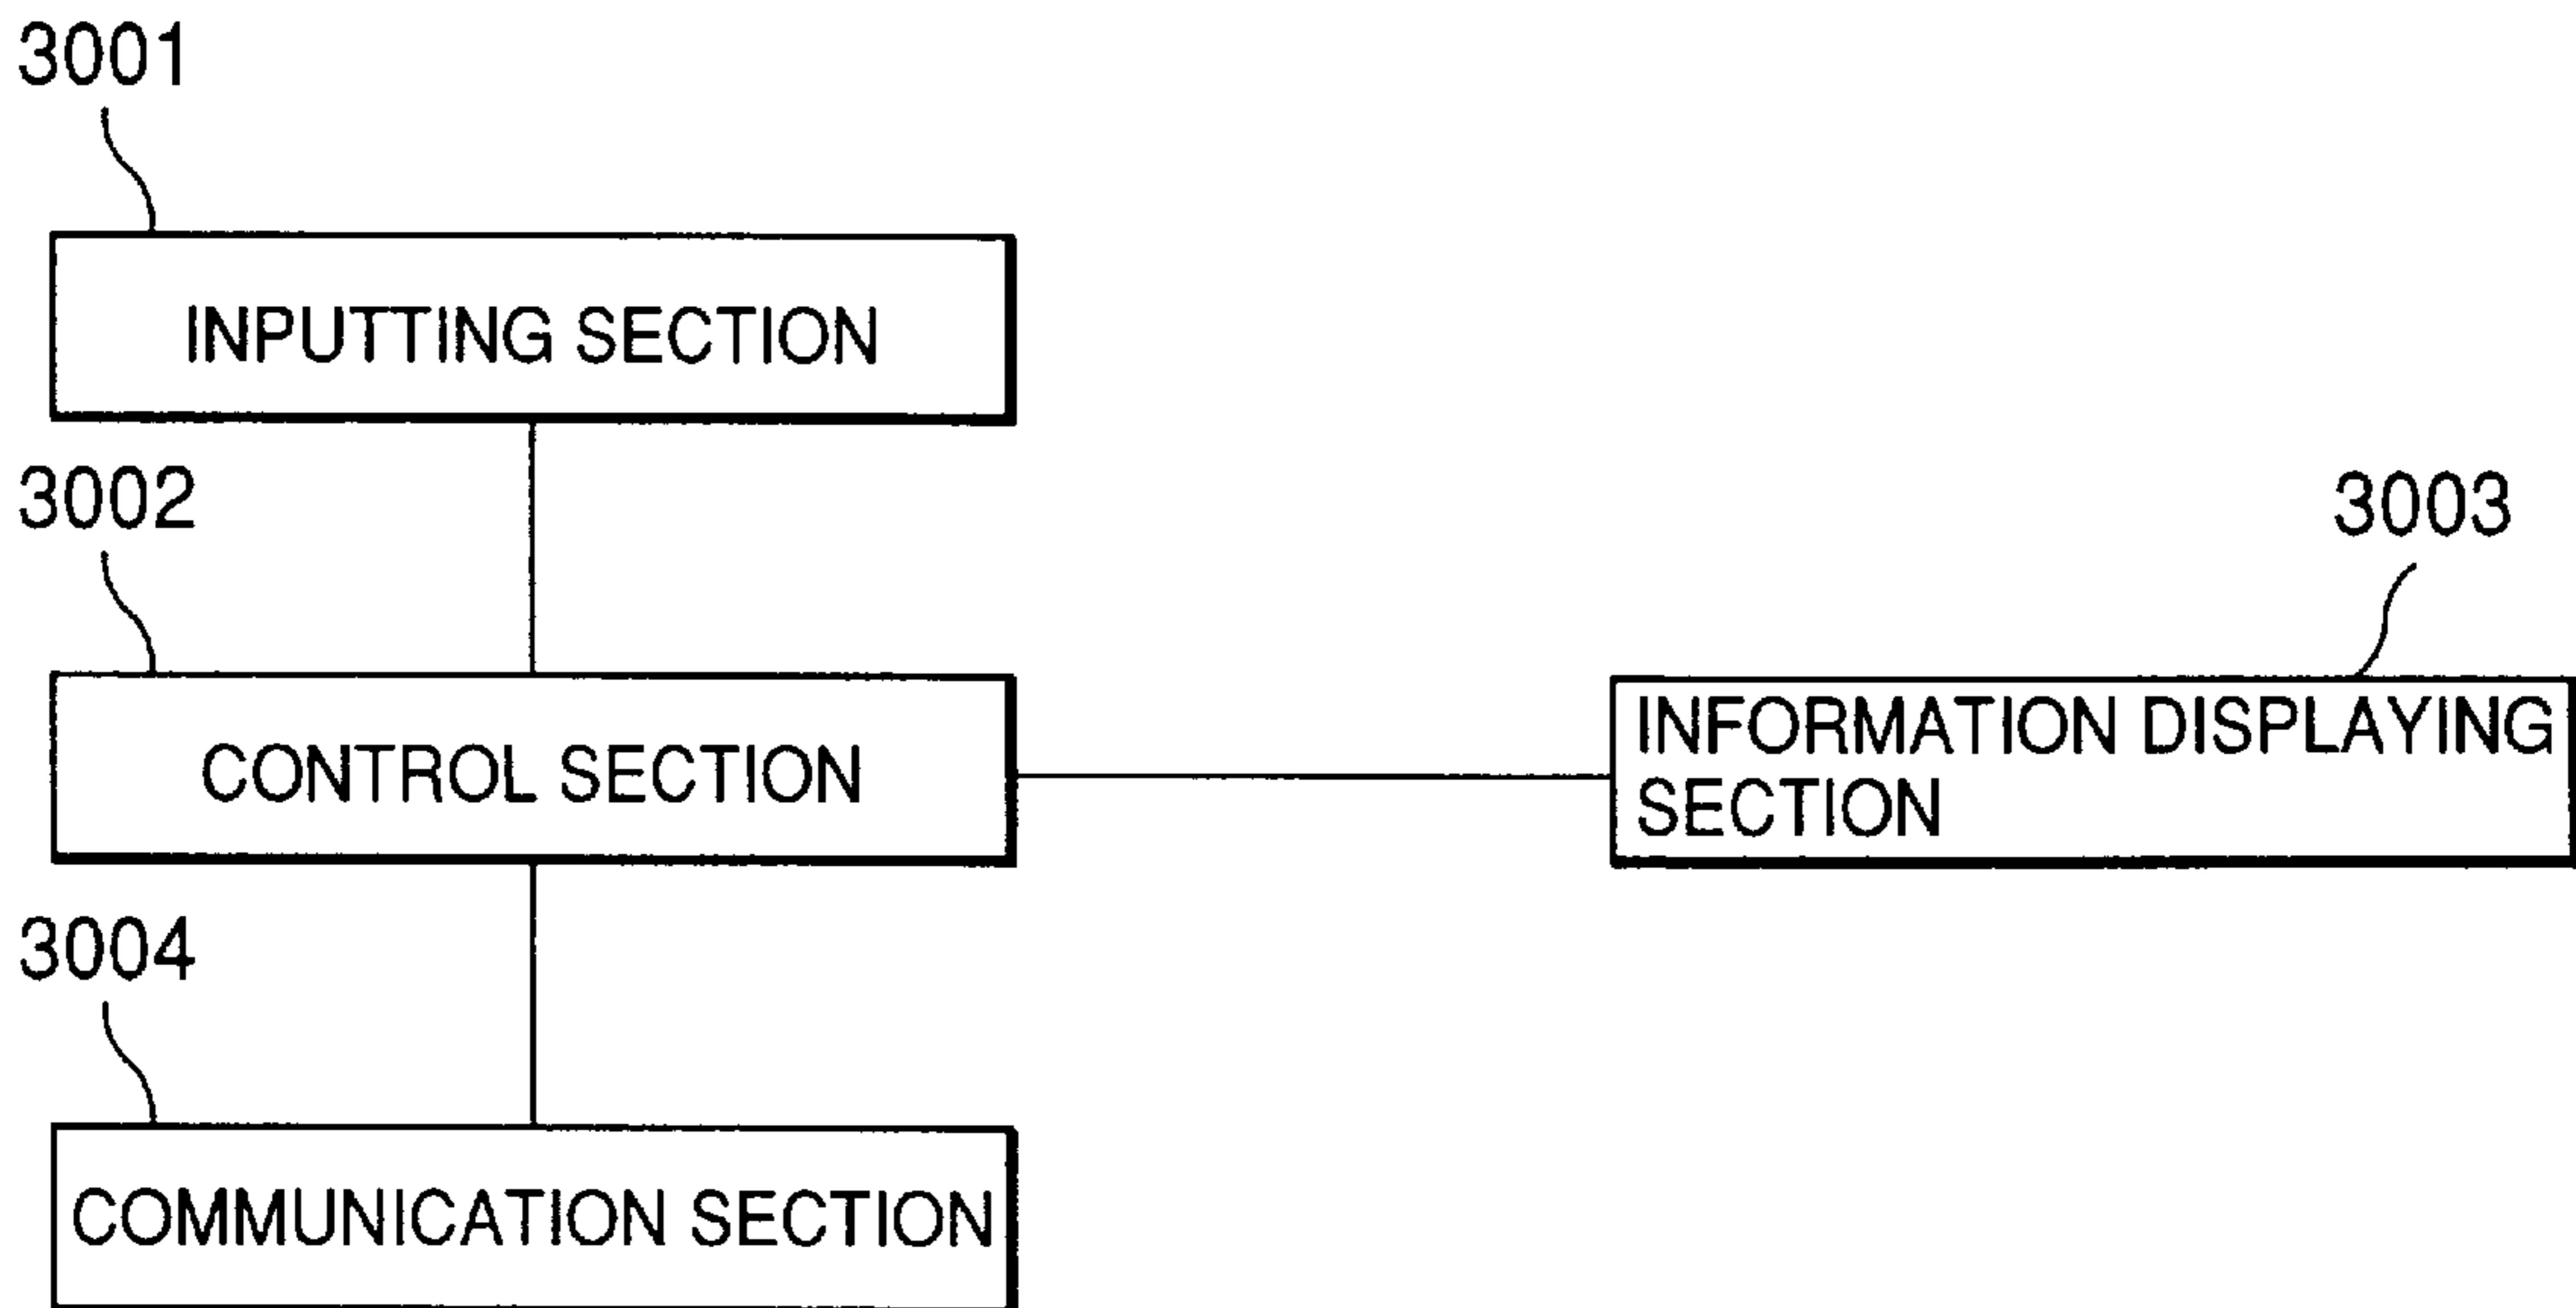 3001
INPUTTING SECTION
3002
3003
CONTROL SECTION
INFORMATION DISPLAYING
SECTION
3004
COMMUNICATION SECTION